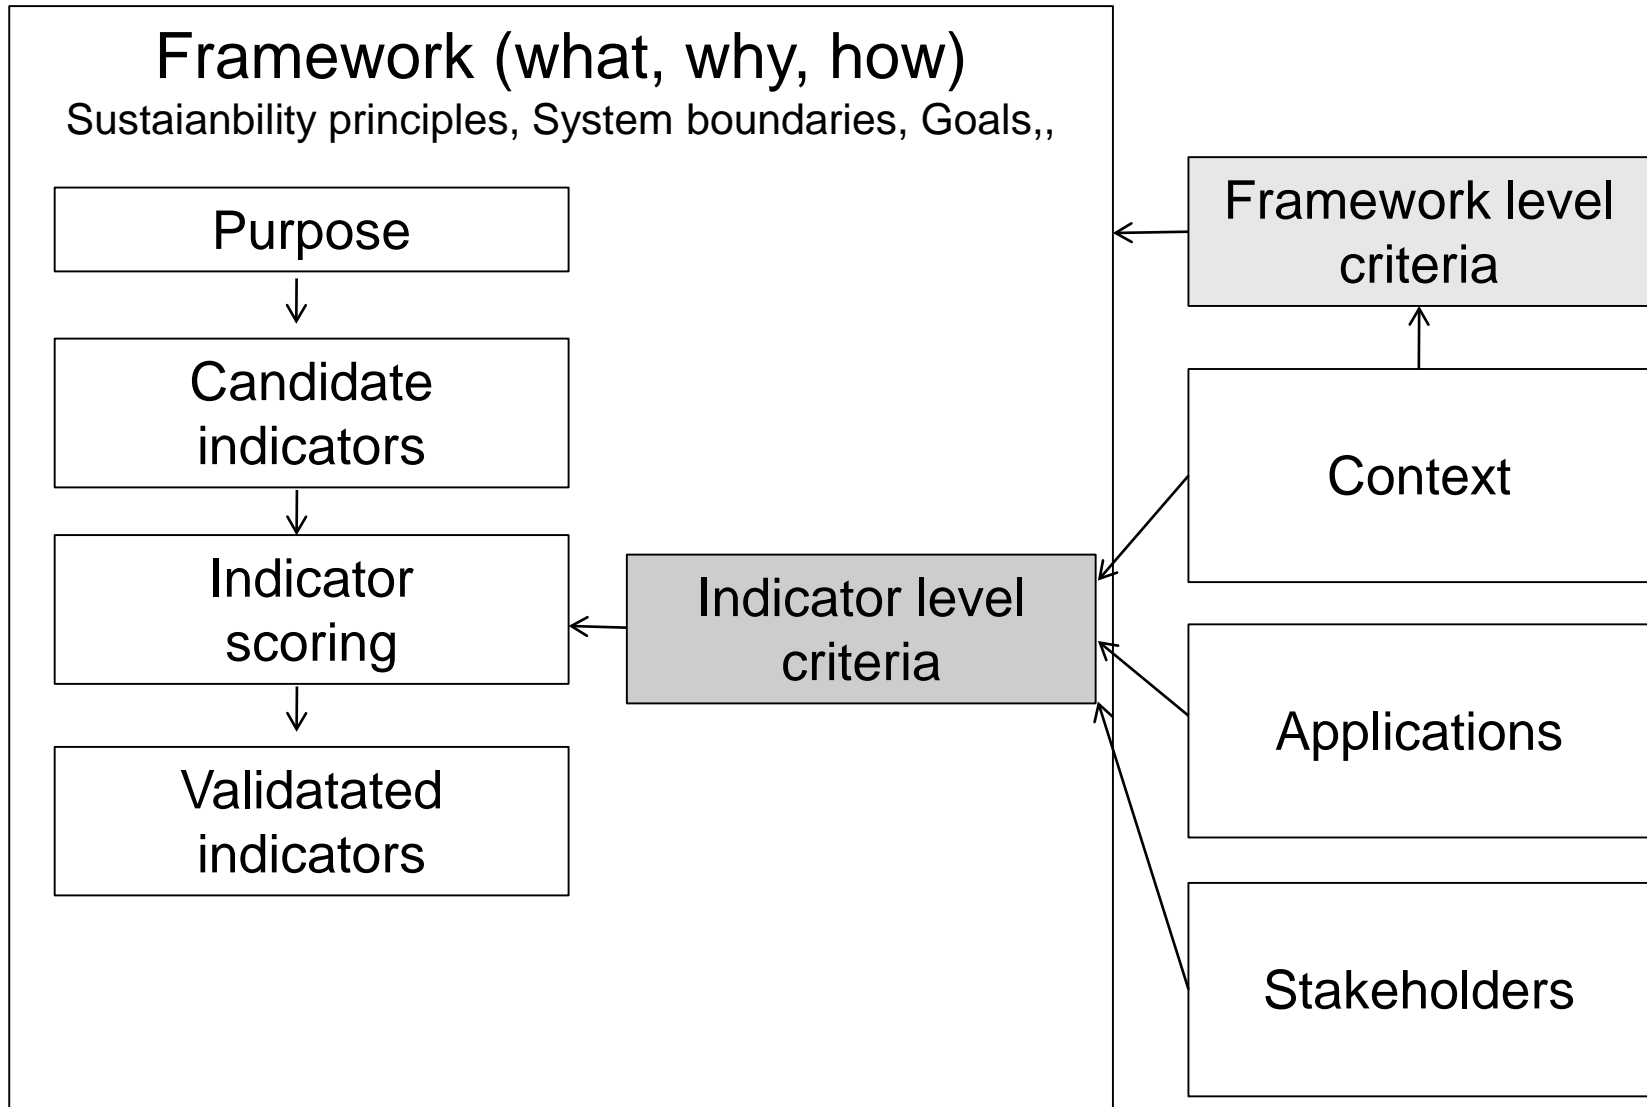 Framework (what, why, how)
Sustaianbility principles, System boundaries, Goals,,
Purpose
Candidate
indicators
Indicator
scoring
Validatated
indicators
Indicator level
criteria
Framework level
criteria
Context
Applications
Stakeholders